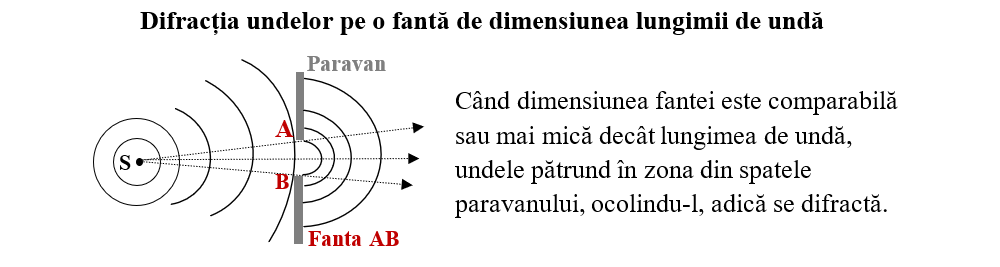 Difracția undelor pe o fantă de dimensiunea lungimii de undă
Paravan
A
S
B
Fanta AB
Când dimensiunea fantei este comparabilă
sau mai mică decât lungimea de undă,
undele pătrund în zona din spatele
paravanului, ocolindu-l, adică se difractă.